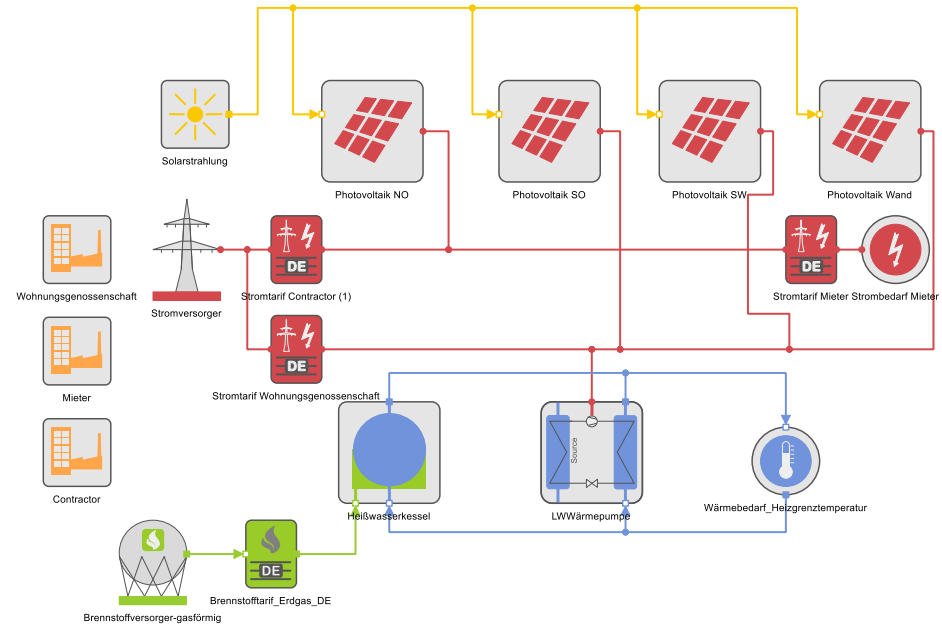 Solarstrahlung
Photovoltaik NO
Photovoltaik SO
Photovoltaik SW
Photovoltaik Wand
DE
DE
Wohnungsgenossenschaft
Stromversorger
Stromtarif Contractor (1)
Stromtarif Mieter
Strombedarf Mieter
DE
Mieter
Stromtarif Wohnungsgenossenschaft
Source
Contractor
Heißwasserkessel
LWWärmepumpe
Wärmebedarf_Heizgrenztemperatur
DE
Brennstofftarif_Erdgas_DE
Brennstoffversorger-gasförmig